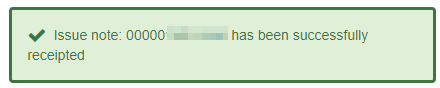 Issue note: 00000 has been successfully
receipted